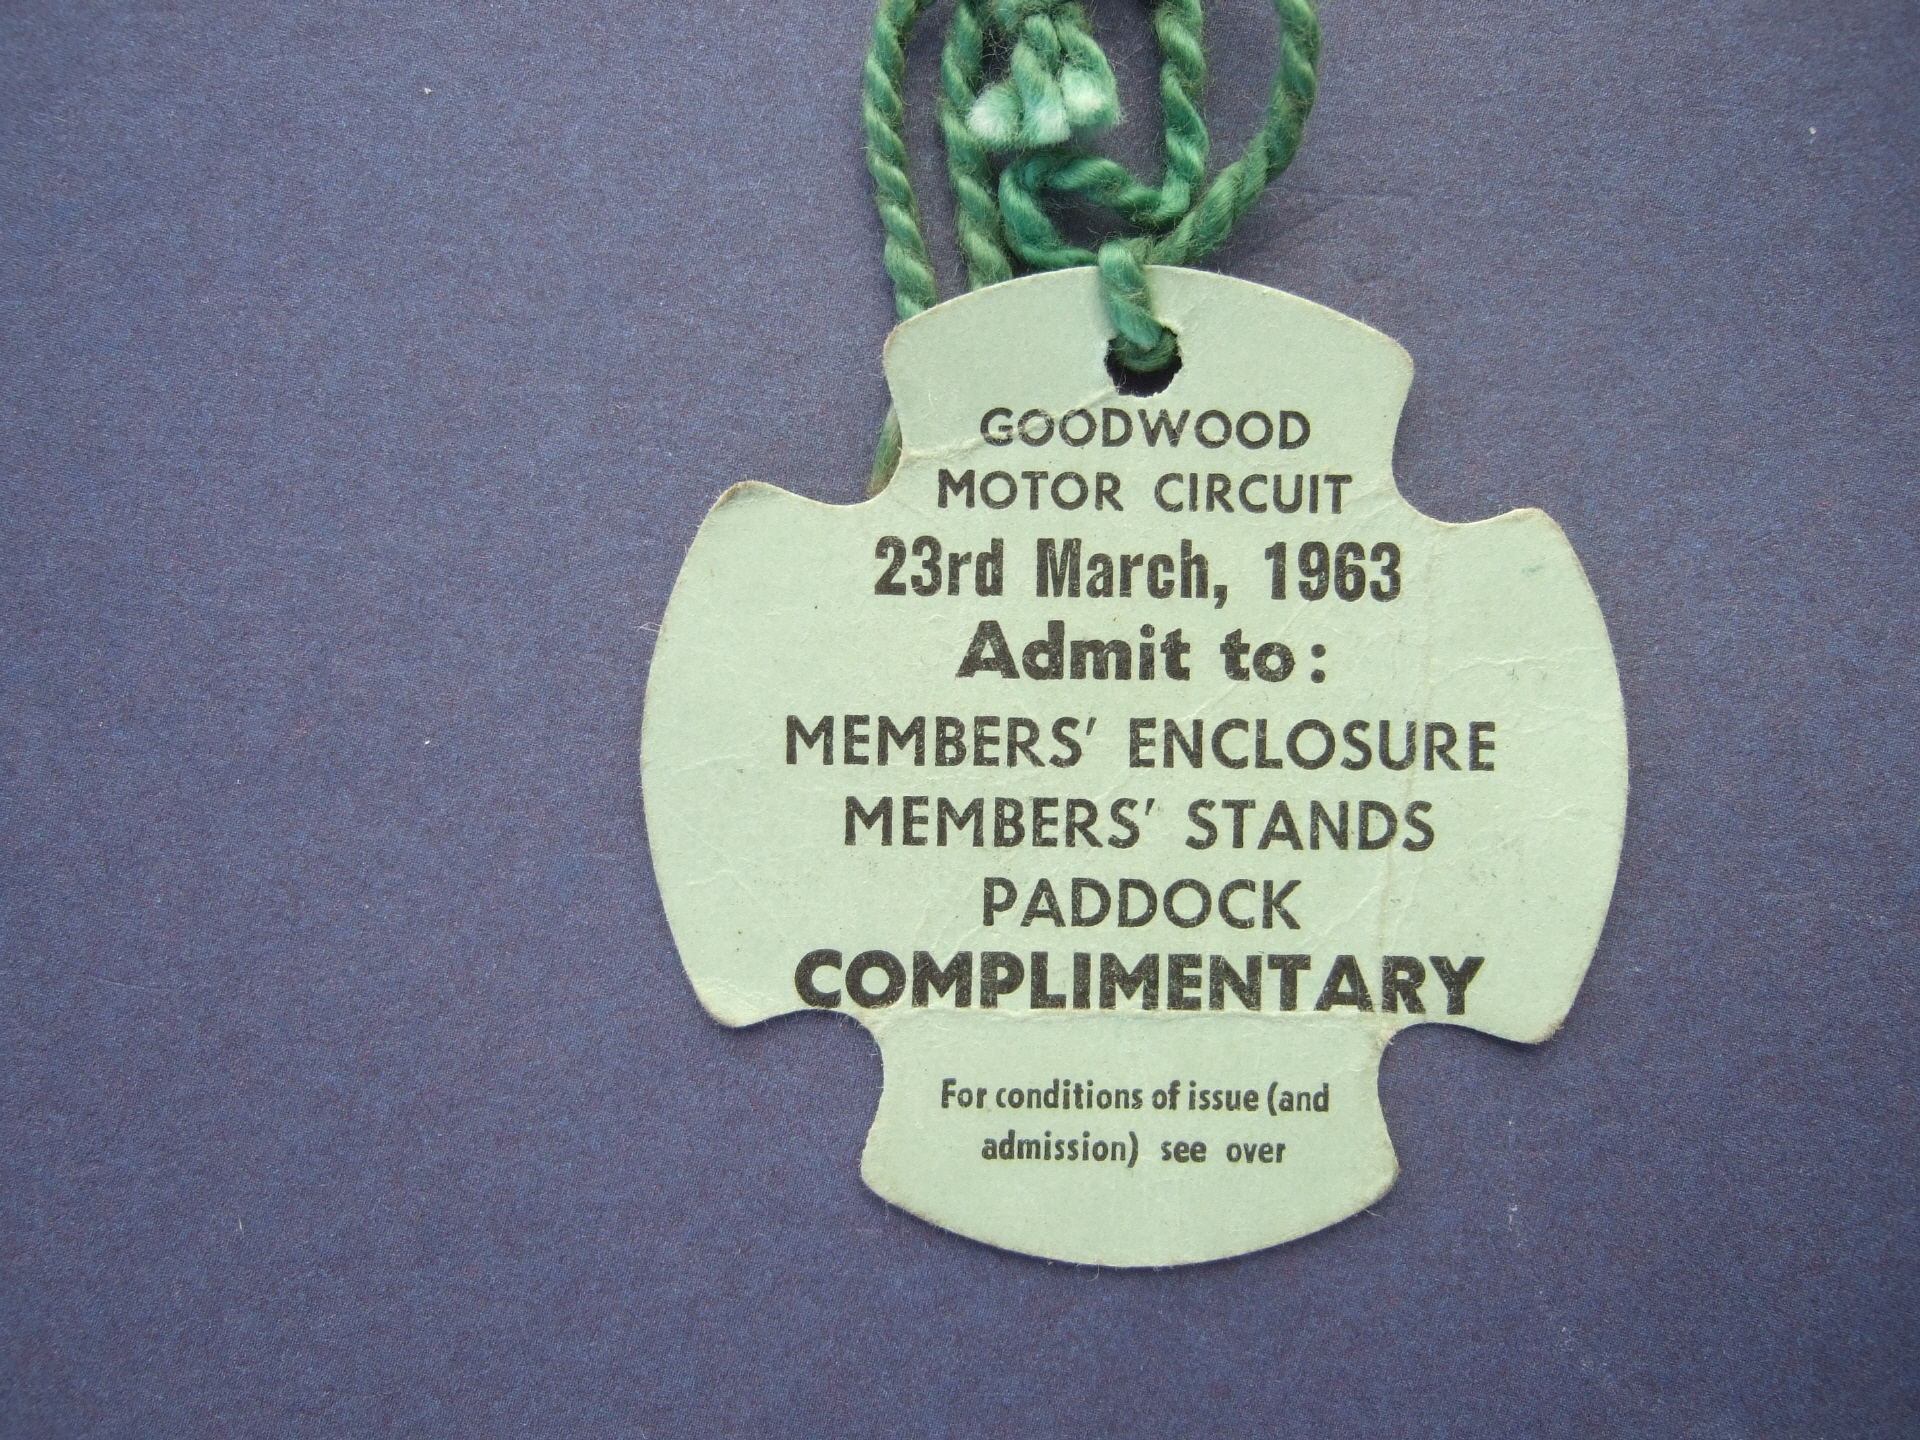 GOODWOOD
MOTOR CIRCUIT
23rd March, 1963
Admit to:
MEMBERS' ENCLOSURE
MEMBERS' STANDS
PADDOCK
COMPLIMENTARY
For conditions of issue (and
admission) see over